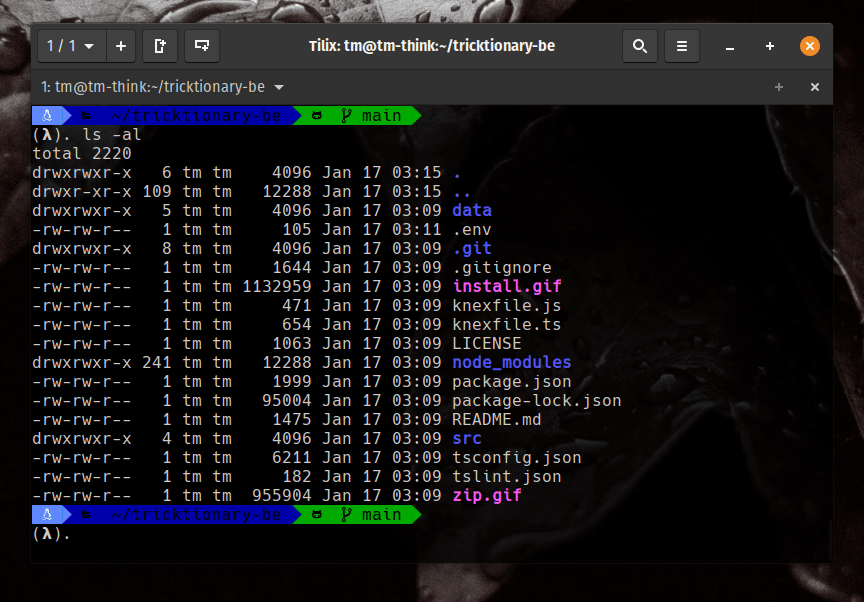 1 / 1
Tilix: tm@tm-think:~/tricktionary-be
1: tm@tm-think:~/tricktionary-be
~/tricktionary-be main
(λ). ls -al
total 2220
drwxrwxr-x   6 tm tm    4096 Jan 17 03:15 .
drwxr-xr-x 109 tm tm   12288 Jan 17 03:15 ..
drwxrwxr-x   5 tm tm    4096 Jan 17 03:09 data
-rw-rw-r--   1 tm tm     105 Jan 17 03:11 .env
drwxrwxr-x   8 tm tm    4096 Jan 17 03:09 .git
-rw-rw-r--   1 tm tm    1644 Jan 17 03:09 .gitignore
-rw-rw-r--   1 tm tm 1132959 Jan 17 03:09 install.gif
-rw-rw-r--   1 tm tm     471 Jan 17 03:09 knexfile.js
-rw-rw-r--   1 tm tm     654 Jan 17 03:09 knexfile.ts
-rw-rw-r--   1 tm tm    1063 Jan 17 03:09 LICENSE
drwxrwxr-x 241 tm tm   12288 Jan 17 03:09 node_modules
-rw-rw-r--   1 tm tm    1999 Jan 17 03:09 package.json
-rw-rw-r--   1 tm tm   95004 Jan 17 03:09 package-lock.json
-rw-rw-r--   1 tm tm    1475 Jan 17 03:09 README.md
drwxrwxr-x   4 tm tm    4096 Jan 17 03:09 src
-rw-rw-r--   1 tm tm    6211 Jan 17 03:09 tsconfig.json
-rw-rw-r--   1 tm tm     182 Jan 17 03:09 tslint.json
-rw-rw-r--   1 tm tm  955904 Jan 17 03:09 zip.gif
~/tricktionary-be main
(λ).